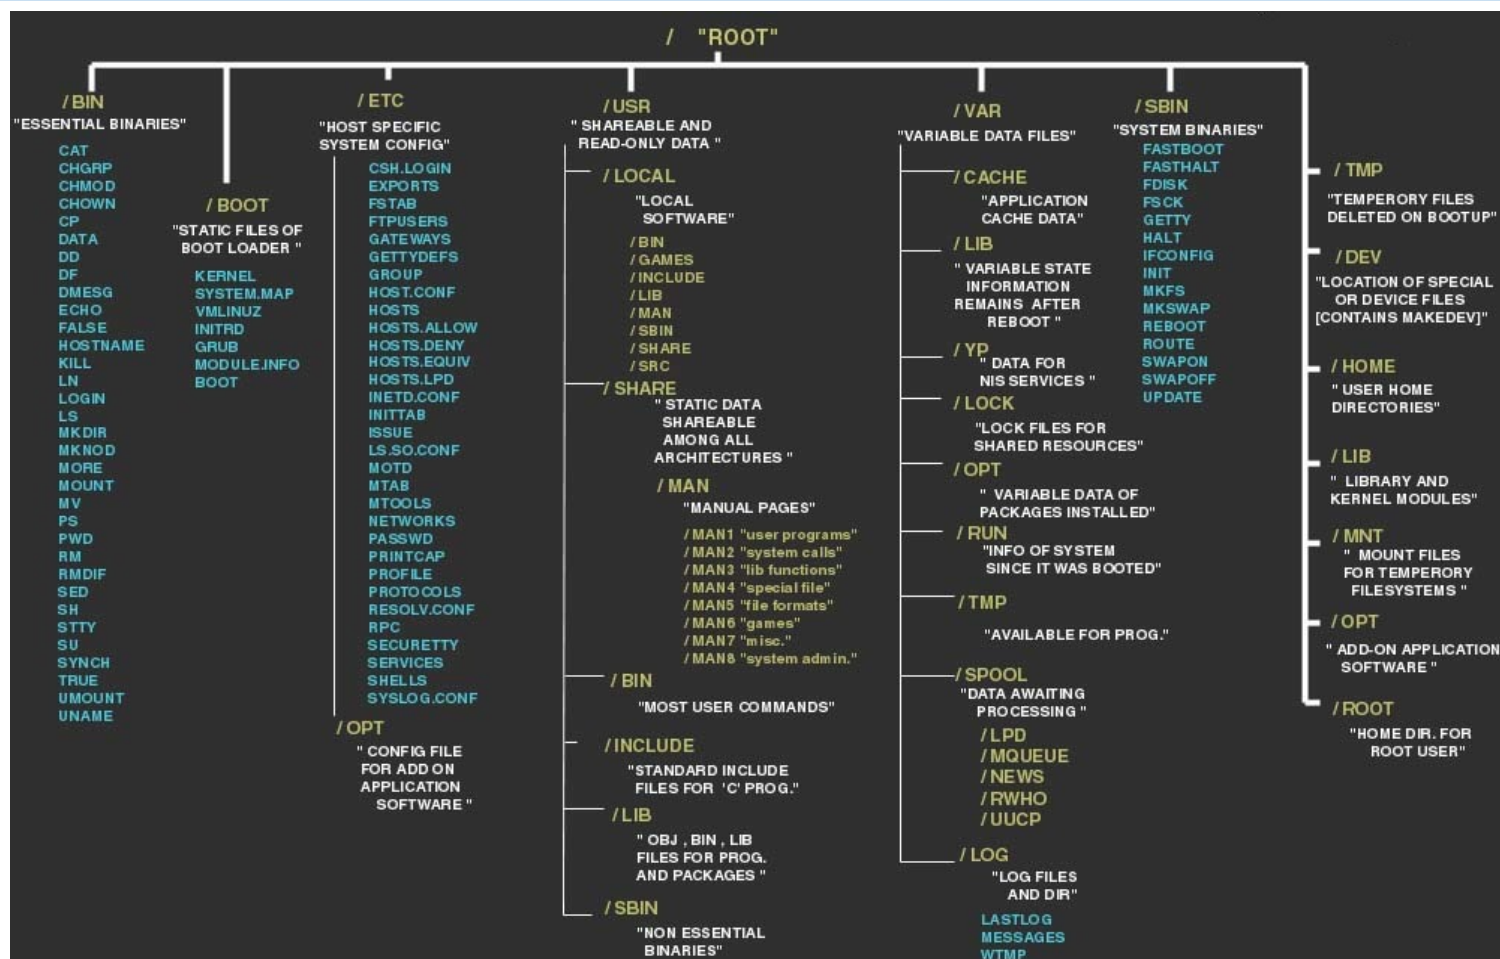 / "ROOT"
/BIN
"ESSENTIAL BINARIES"
CAT
CHGRP
CHMOD
CHOWN
CP
DATA
DD
DF
DMESG
ECHO
FALSE
HOSTNAME
KILL
LN
LOGIN
LS
MKDIR
MKNOD
MORE
MOUNT
MV
PS
PWD
RM
RMDIF
SED
SH
STTY
SU
SYNCH
TRUE
UMOUNT
UNAME
/BOOT
"STATIC FILES OF
BOOT LOADER "
KERNEL
SYSTEM.MAP
VMLINUZ
INITRD
GRUB
MODULE.INFO
BOOT
/ETC
"HOST SPECIFIC
SYSTEM CONFIG"
CSH.LOGIN
EXPORTS
FSTAB
FTPUSERS
GATEWAYS
GETTYDEFS
GROUP
HOST.CONF
HOSTS
HOSTS.ALLOW
HOSTS.DENY
HOSTS.EQUIV
HOSTS.LPD
INETD.CONF
INITTAB
ISSUE
LS.SO.CONF
MOTD
MTAB
MTOOLS
NETWORKS
PASSWD
PRINTCAP
PROFILE
PROTOCOLS
RESOLV.CONF
RPC
SECURETTY
SERVICES
SHELLS
SYSLOG.CONF
/OPT
" CONFIG FILE
FOR ADD ON
APPLICATION
SOFTWARE "
/USR
" SHAREABLE AND
READ-ONLY DATA "
/LOCAL
"LOCAL
SOFTWARE"
/BIN
/GAMES
/INCLUDE
/LIB
/MAN
/SBIN
/SHARE
/SRC
/SHARE
" STATIC DATA
SHAREABLE
AMONG ALL
ARCHITECTURES "
/MAN
"MANUAL PAGES"
/MAN1 "user programs"
/MAN2 "system calls"
/MAN3 "lib functions"
/MAN4 "special file"
/MAN5 "file formats"
/MAN6 "games"
/MAN7 "misc."
/MAN8 "system admin."
/BIN
"MOST USER COMMANDS"
/INCLUDE
"STANDARD INCLUDE
FILES FOR 'C' PROG."
/LIB
" OBJ , BIN , LIB
FILES FOR PROG.
AND PACKAGES "
/SBIN
"NON ESSENTIAL
BINARIES"
/VAR
"VARIABLE DATA FILES"
/CACHE
"APPLICATION
CACHE DATA"
/LIB
" VARIABLE STATE
INFORMATION
REMAINS AFTER
REBOOT "
/YP
" DATA FOR
NIS SERVICES "
/LOCK
"LOCK FILES FOR
SHARED RESOURCES"
/OPT
" VARIABLE DATA OF
PACKAGES INSTALLED"
/RUN
"INFO OF SYSTEM
SINCE IT WAS BOOTED"
/TMP
"AVAILABLE FOR PROG."
/SPOOL
"DATA AWAITING
PROCESSING "
/LPD
/MQUEUE
/NEWS
/RWHO
/UUCP
/LOG
"LOG FILES
AND DIR"
LASTLOG
MESSAGES
WTMP
/SBIN
"SYSTEM BINARIES"
FASTBOOT
FASTHALT
FDISK
FSCK
GETTY
HALT
IFCONFIG
INIT
MKFS
MKSWAP
REBOOT
ROUTE
SWAPON
SWAPOFF
UPDATE
/TMP
"TEMPERORY FILES
DELETED ON BOOTUP"
/DEV
"LOCATION OF SPECIAL
OR DEVICE FILES
[CONTAINS MAKEDEV]"
/HOME
" USER HOME
DIRECTORIES"
/LIB
" LIBRARY AND
KERNEL MODULES"
/MNT
" MOUNT FILES
FOR TEMPERORY
FILESYSTEMS "
/OPT
" ADD-ON APPLICATION
SOFTWARE "
/ROOT
"HOME DIR. FOR
ROOT USER"